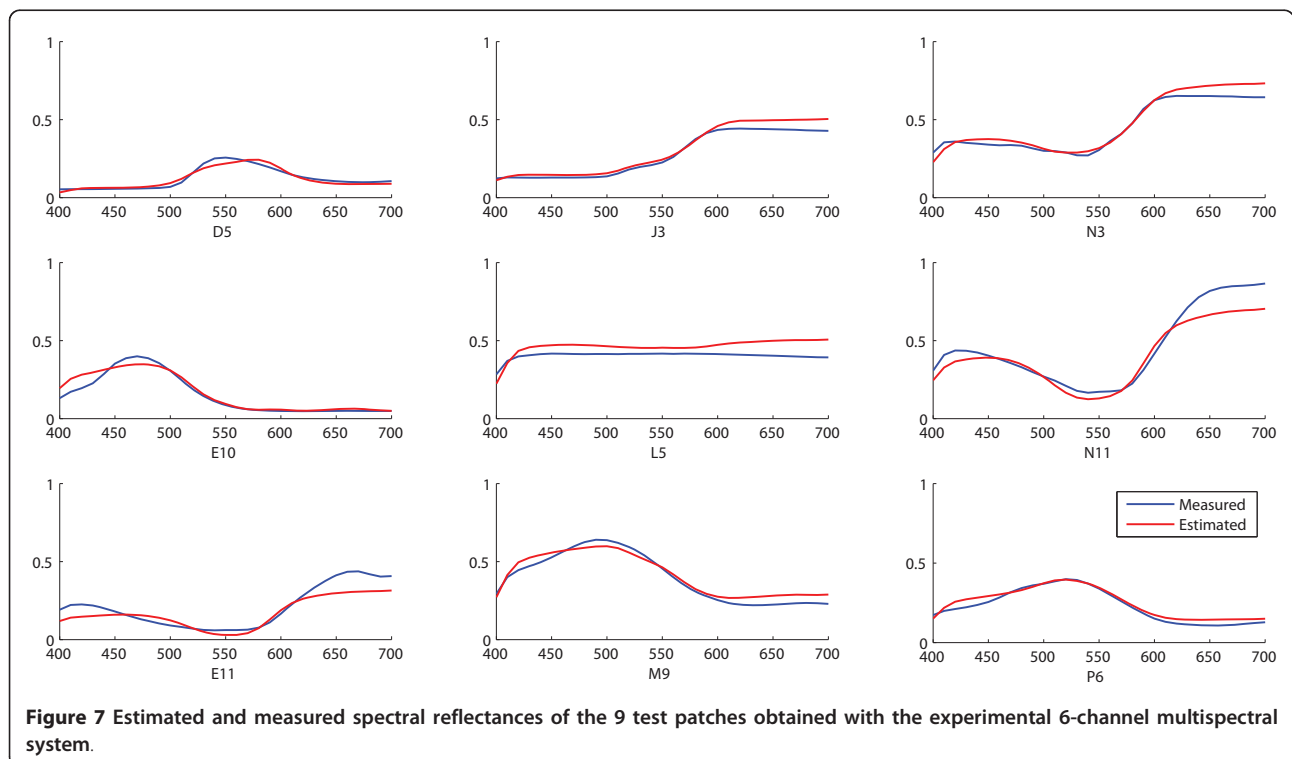 1 1 1
0.5 0.5 0.5
0 0 0
400 450 500 550 600 650 700 400 450 500 550 600 650 700 400 450 500 550 600 650 700
D5 J3 N3
1 1 1
0.5 0.5 0.5
0 0 0
400 450 500 550 600 650 700 400 450 500 550 600 650 700 400 450 500 550 600 650 700
E10 L5 N11
1 1 1
Measured
0.5 0.5 0.5 Estimated
0 0 0
400 450 500 550 600 650 700 400 450 500 550 600 650 700 400 450 500 550 600 650 700
E11 M9 P6
Figure 7 Estimated and measured spectral reflectances of the 9 test patches obtained with the experimental 6-channel multispectral
system.